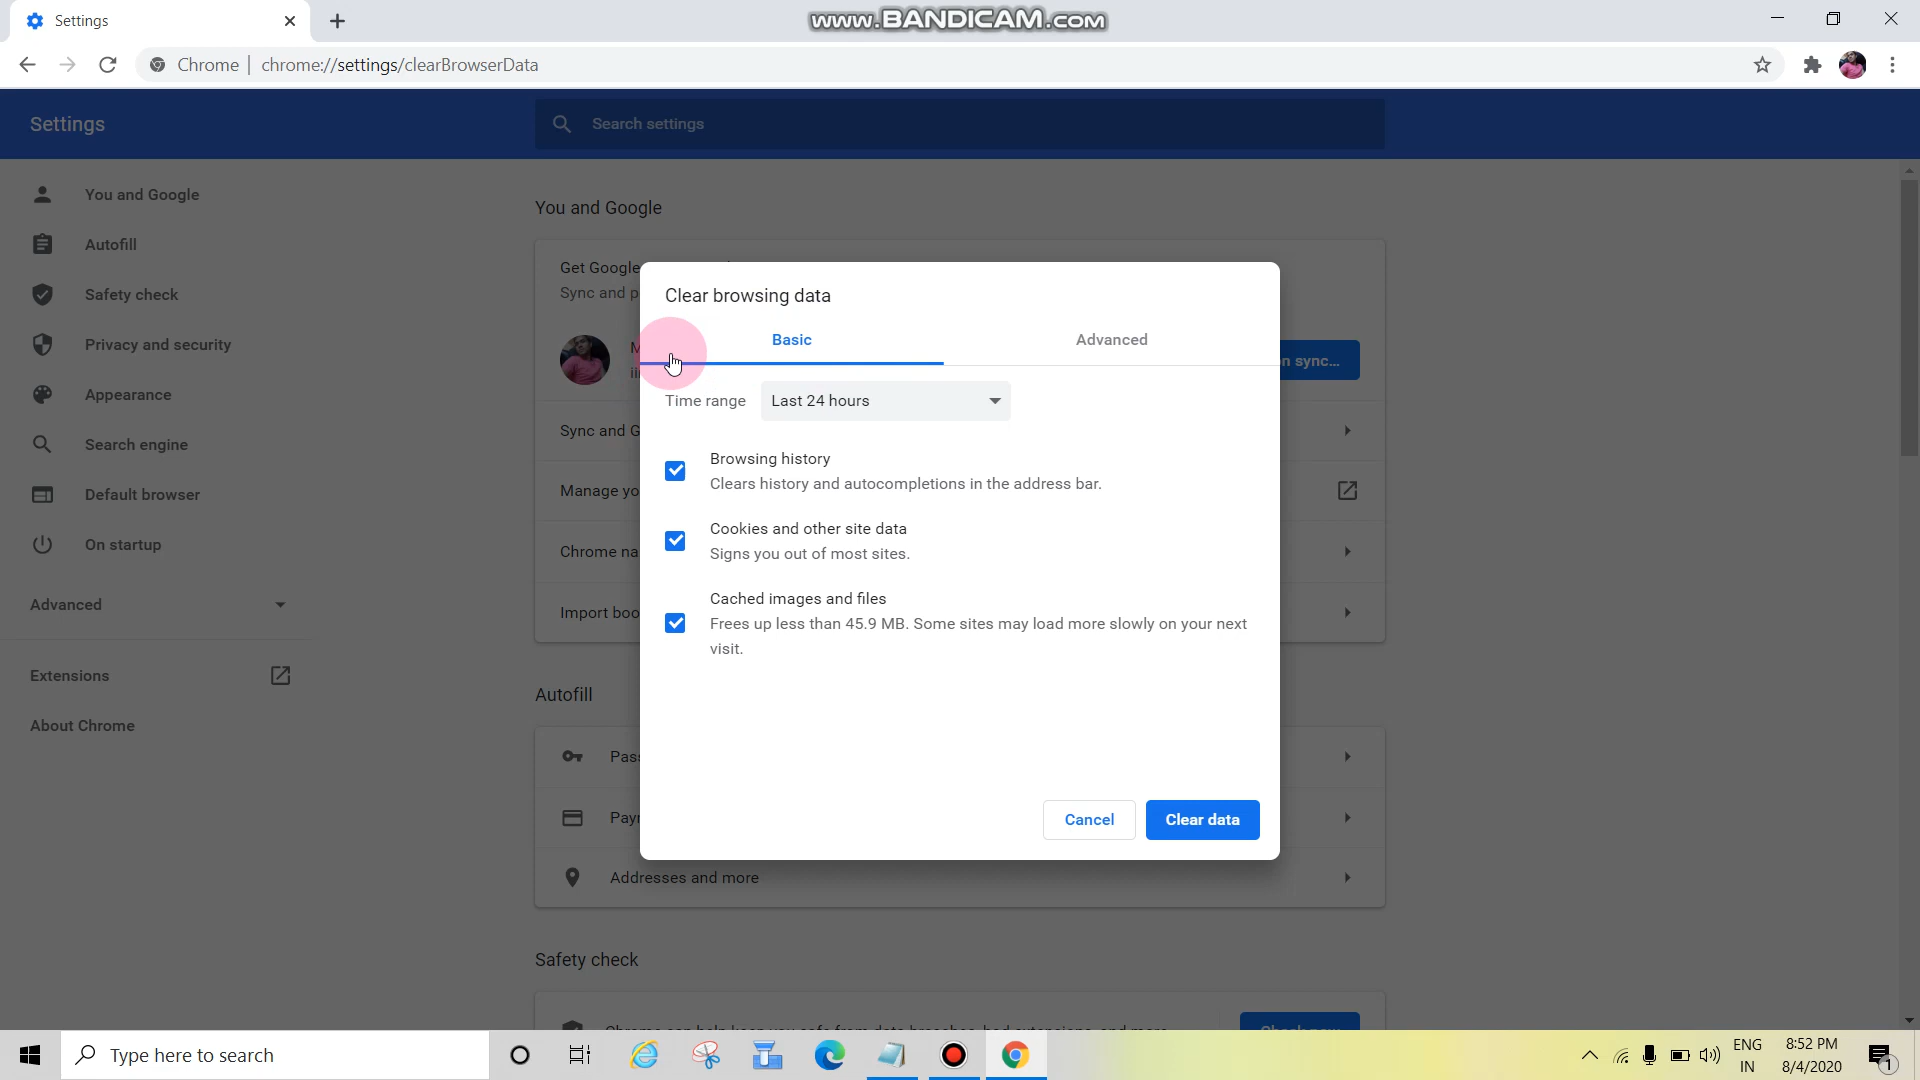 Settings
www.BANDICAM.com
Chrome | chrome://settings/clearBrowserData
Settings
Search settings
You and Google
Autofill
Safety check
Privacy and security
Appearance
Search engine
Default browser
On startup
Advanced
Extensions
About Chrome
You and Google
Get Google
Sync and p
n sync...
Sync and G
Manage yo
Chrome na
Import boo
Autofill
Pass
Payn
Addresses and more
Safety check
Clear browsing data
Basic
Advanced
Time range
Last 24 hours
Browsing history
Clears history and autocompletions in the address bar.
Cookies and other site data
Signs you out of most sites.
Cached images and files
Frees up less than 45.9 MB. Some sites may load more slowly on your next
visit.
Cancel
Clear data
Type here to search
ENG
IN
8:52 PM
8/4/2020
1